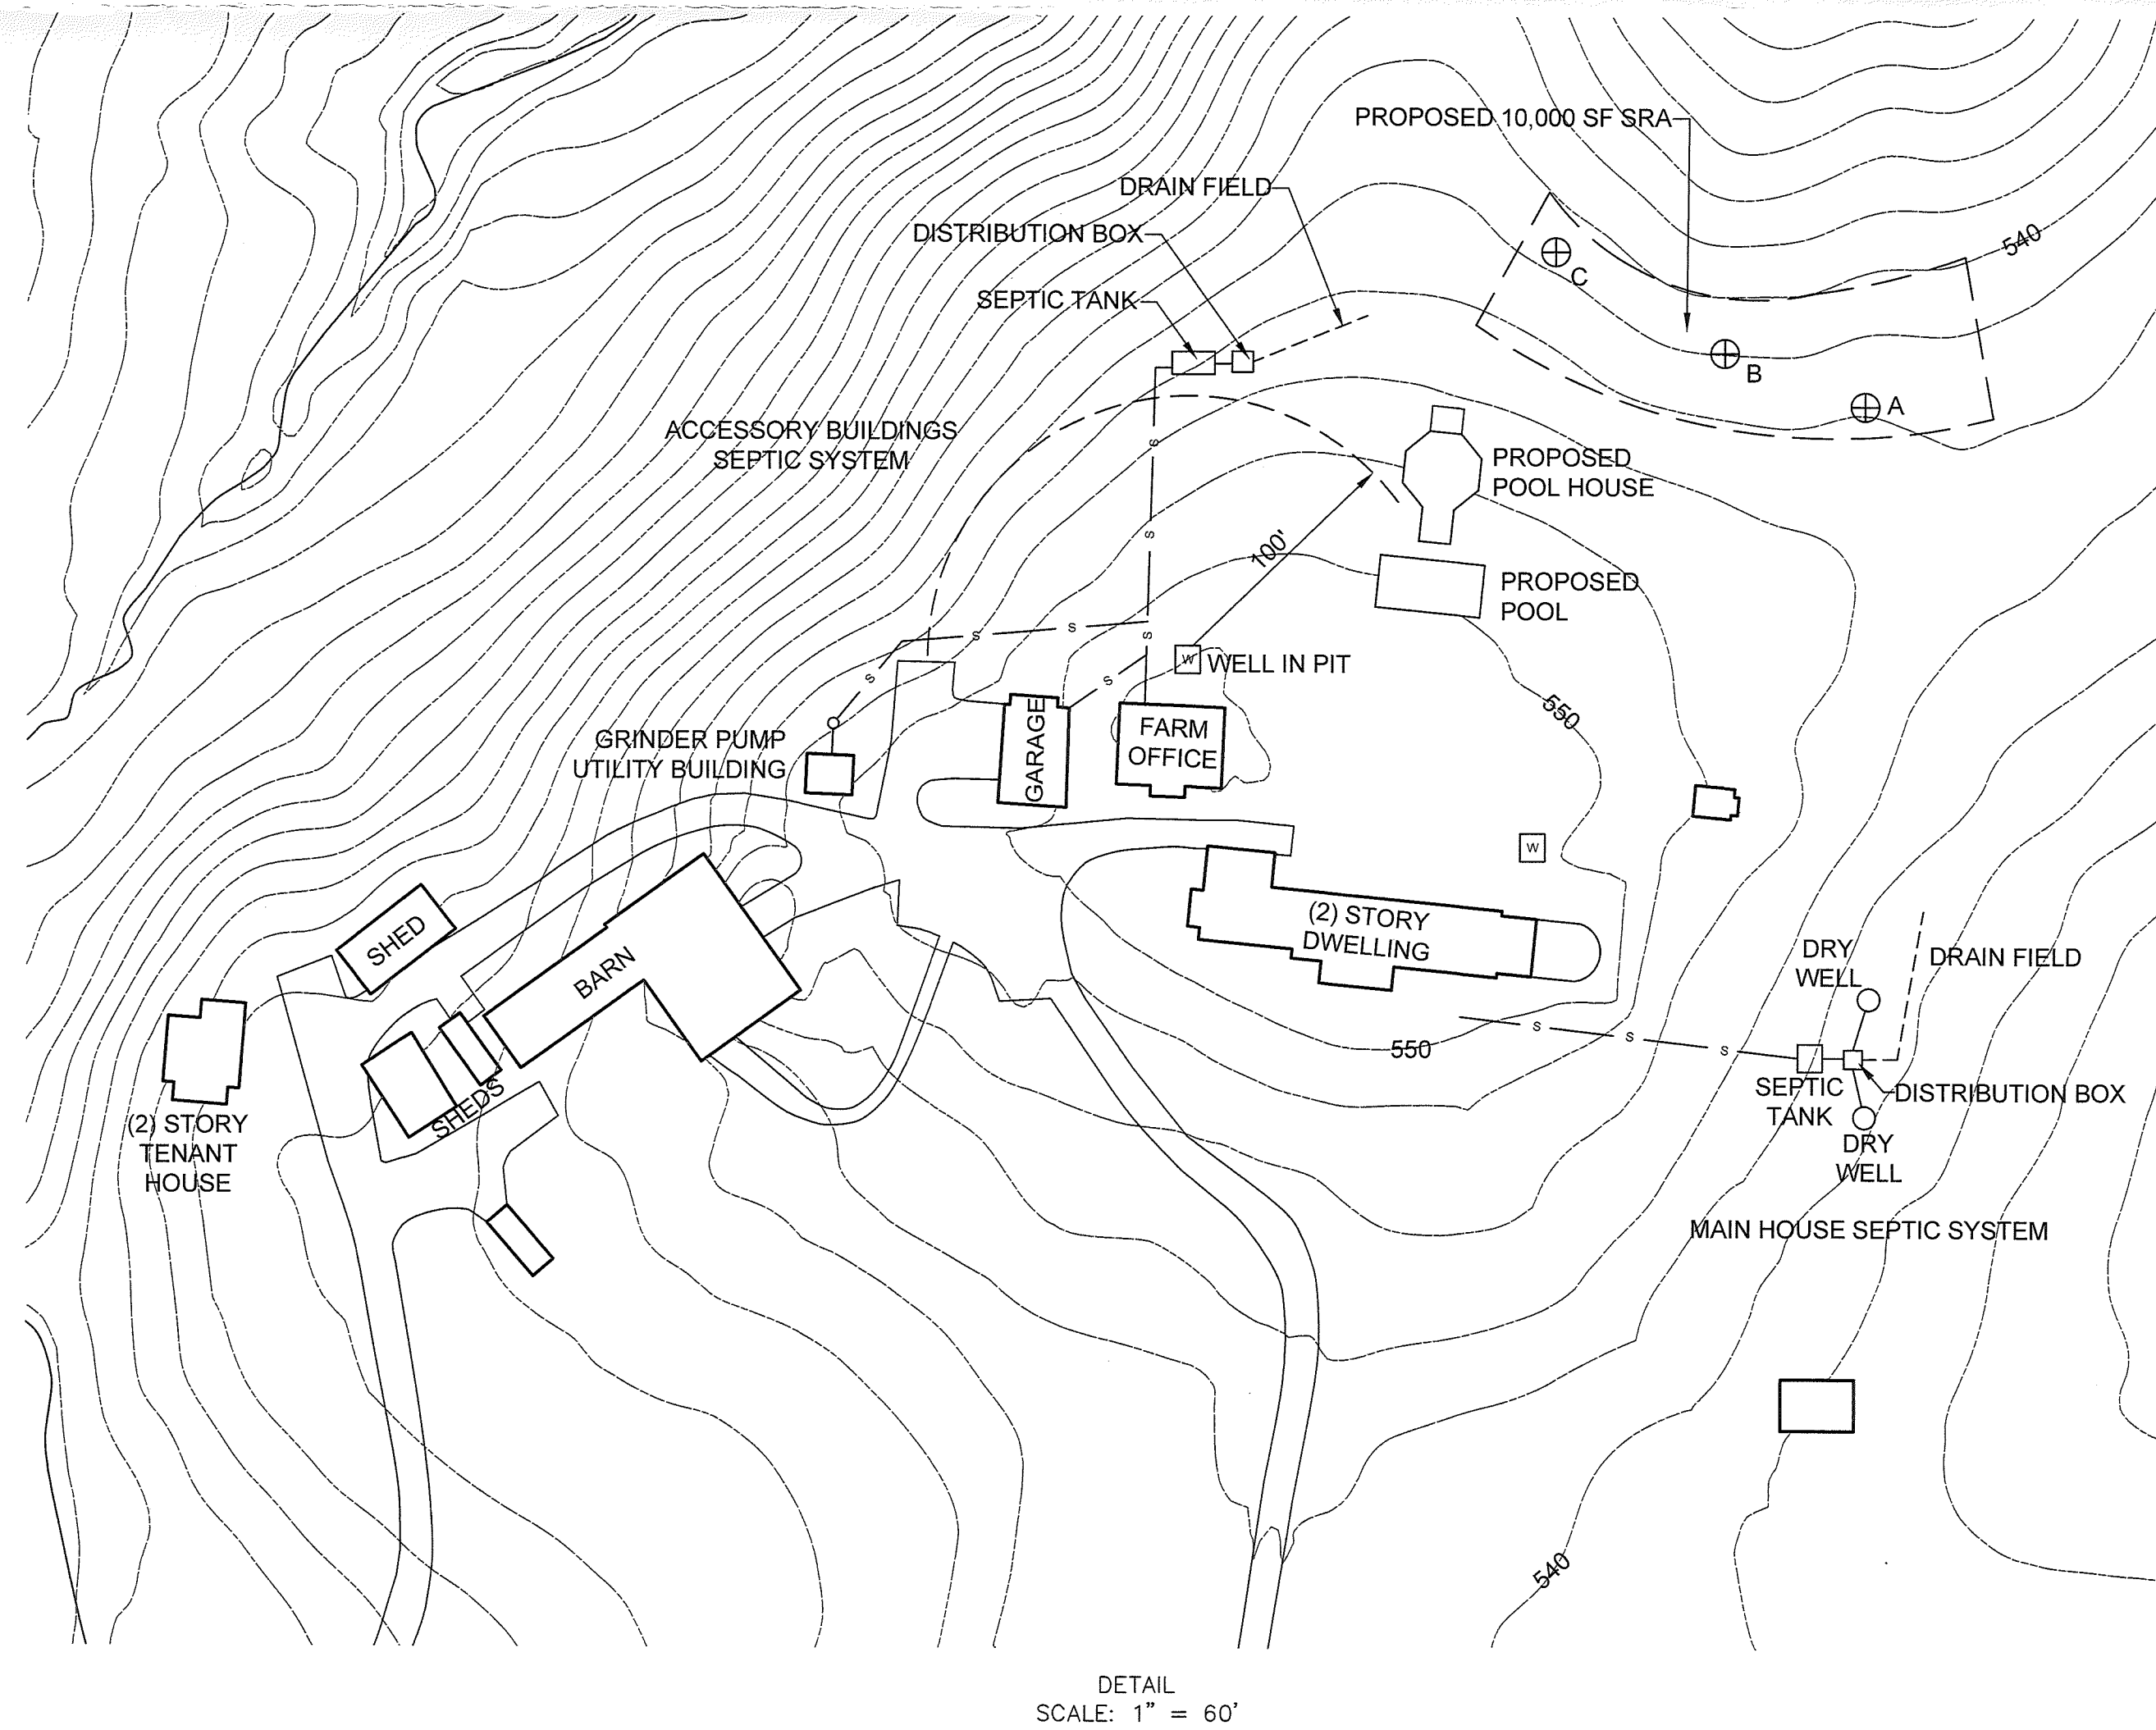 PROPOSED 10,000 SF SRA
DRAIN FIELD
DISTRIBUTION BOX
540
C
SEPTIC TANK
B
A
ACCESSORY BUILDINGS
SEPTIC SYSTEM
S
PROPOSED
POOL HOUSE
S
100'
PROPOSED
POOL
S
S
S
W
WELL IN PIT
S
S
550
GARAGE
FARM
OFFICE
GRINDER PUMP
UTILITY BUILDING
W
SHED
(2) STORY
DWELLING
BARN
DRY
WELL
DRAIN FIELD
S
S
S
550
SEPTIC
TANK
DISTRIBUTION BOX
SHEDS
(2) STORY
TENANT
HOUSE
DRY
WELL
MAIN HOUSE SEPTIC SYSTEM
540
DETAIL
SCALE: 1" = 60'